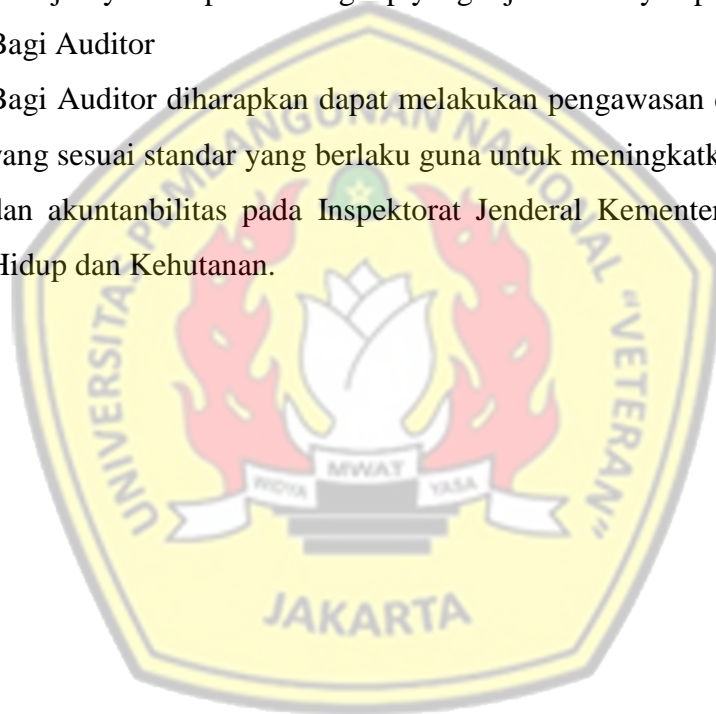 Bagi Auditor
Bagi Auditor diharapkan dapat melakukan pengawasan
yang sesuai standar yang berlaku guna untuk meningkatk
dan akuntanbilitas pada Inspektorat Jenderal Kementer
Hidup dan Kehutanan.
UNIVERSITAS PEMBANGUNAN NASIONAL "VETERAN"
WIDYA MWAT YASA
JAKARTA